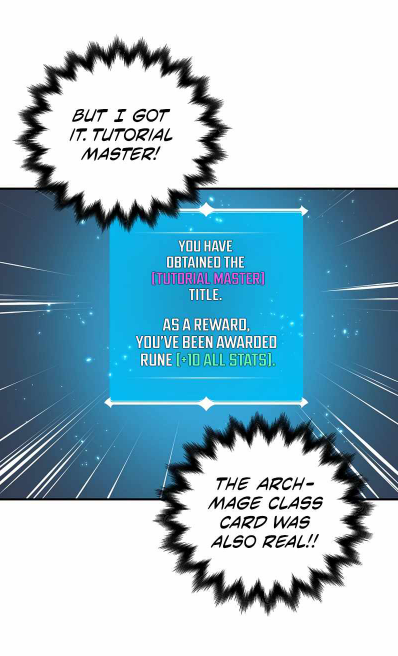 BUT I GOT
IT. TUTORIAL
MASTER!
YOU HAVE
OBTAINED THE
[TUTORIAL MASTER]
TITLE.
AS A REWARD,
YOU'VE BEEN AWARDED
RUNE [+10 ALL STATS].
THE ARCH-
MAGE CLASS
CARD WAS
ALSO REAL!!